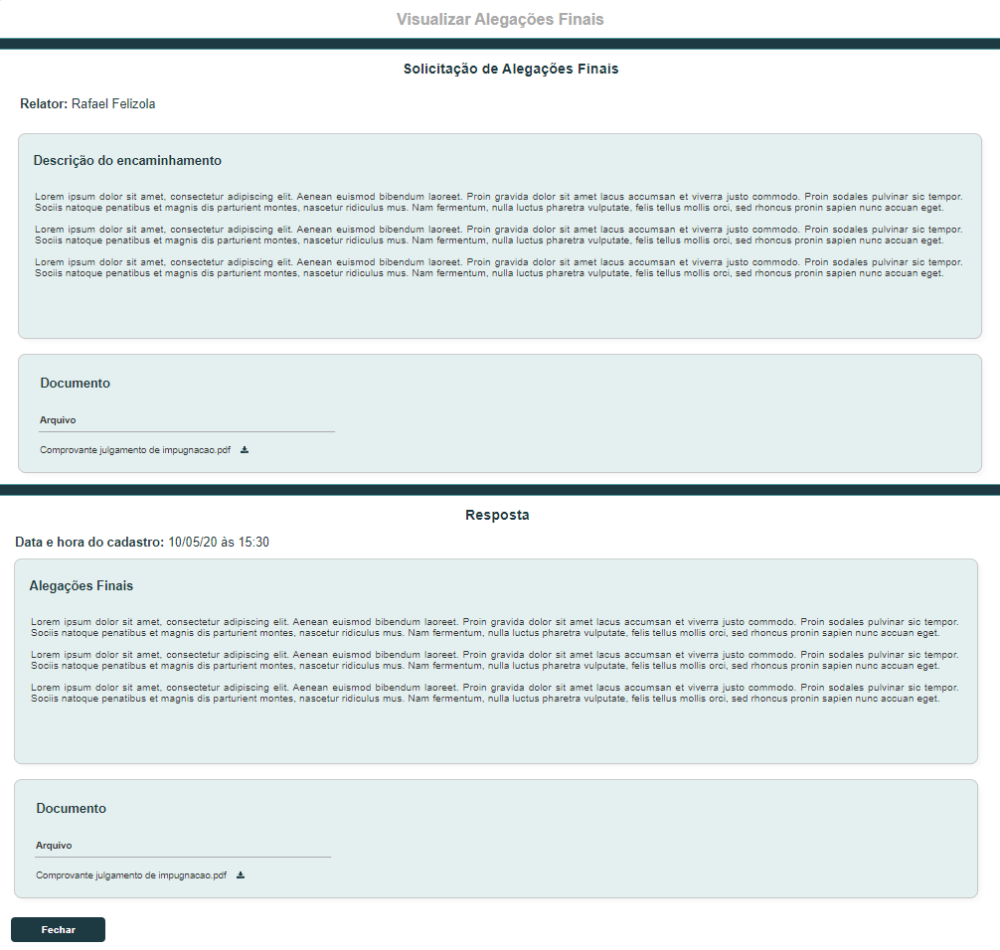 Visualizar Alegações Finais
Solicitação de Alegações Finais
Relator: Rafael Felizola
Descrição do encaminhamento
Lorem ipsum dolor sit amet, consectetur adipiscing elit. Aenean euismod bibendum laoreet. Proin gravida dolor sit amet lacus accumsan et viverra justo commodo. Proin sodales pulvinar sic tempor.
Sociis natoque penatibus et magnis dis parturient montes, nascetur ridiculus mus. Nam fermentum, nulla luctus pharetra vulputate, felis tellus mollis orci, sed rhoncus pronin sapien nunc accuan eget.
Lorem ipsum dolor sit amet, consectetur adipiscing elit. Aenean euismod bibendum laoreet. Proin gravida dolor sit amet lacus accumsan et viverra justo commodo. Proin sodales pulvinar sic tempor.
Sociis natoque penatibus et magnis dis parturient montes, nascetur ridiculus mus. Nam fermentum, nulla luctus pharetra vulputate, felis tellus mollis orci, sed rhoncus pronin sapien nunc accuan eget.
Lorem ipsum dolor sit amet, consectetur adipiscing elit. Aenean euismod bibendum laoreet. Proin gravida dolor sit amet lacus accumsan et viverra justo commodo. Proin sodales pulvinar sic tempor.
Sociis natoque penatibus et magnis dis parturient montes, nascetur ridiculus mus. Nam fermentum, nulla luctus pharetra vulputate, felis tellus mollis orci, sed rhoncus pronin sapien nunc accuan eget.
Documento
Arquivo
Comprovante julgamento de impugnacao.pdf
Resposta
Data e hora do cadastro: 10/05/20 às 15:30
Alegações Finais
Lorem ipsum dolor sit amet, consectetur adipiscing elit. Aenean euismod bibendum laoreet. Proin gravida dolor sit amet lacus accumsan et viverra justo commodo. Proin sodales pulvinar sic tempor.
Sociis natoque penatibus et magnis dis parturient montes, nascetur ridiculus mus. Nam fermentum, nulla luctus pharetra vulputate, felis tellus mollis orci, sed rhoncus pronin sapien nunc accuan eget.
Lorem ipsum dolor sit amet, consectetur adipiscing elit. Aenean euismod bibendum laoreet. Proin gravida dolor sit amet lacus accumsan et viverra justo commodo. Proin sodales pulvinar sic tempor.
Sociis natoque penatibus et magnis dis parturient montes, nascetur ridiculus mus. Nam fermentum, nulla luctus pharetra vulputate, felis tellus mollis orci, sed rhoncus pronin sapien nunc accuan eget.
Lorem ipsum dolor sit amet, consectetur adipiscing elit. Aenean euismod bibendum laoreet. Proin gravida dolor sit amet lacus accumsan et viverra justo commodo. Proin sodales pulvinar sic tempor.
Sociis natoque penatibus et magnis dis parturient montes, nascetur ridiculus mus. Nam fermentum, nulla luctus pharetra vulputate, felis tellus mollis orci, sed rhoncus pronin sapien nunc accuan eget.
Documento
Arquivo
Comprovante julgamento de impugnacao.pdf
Fechar